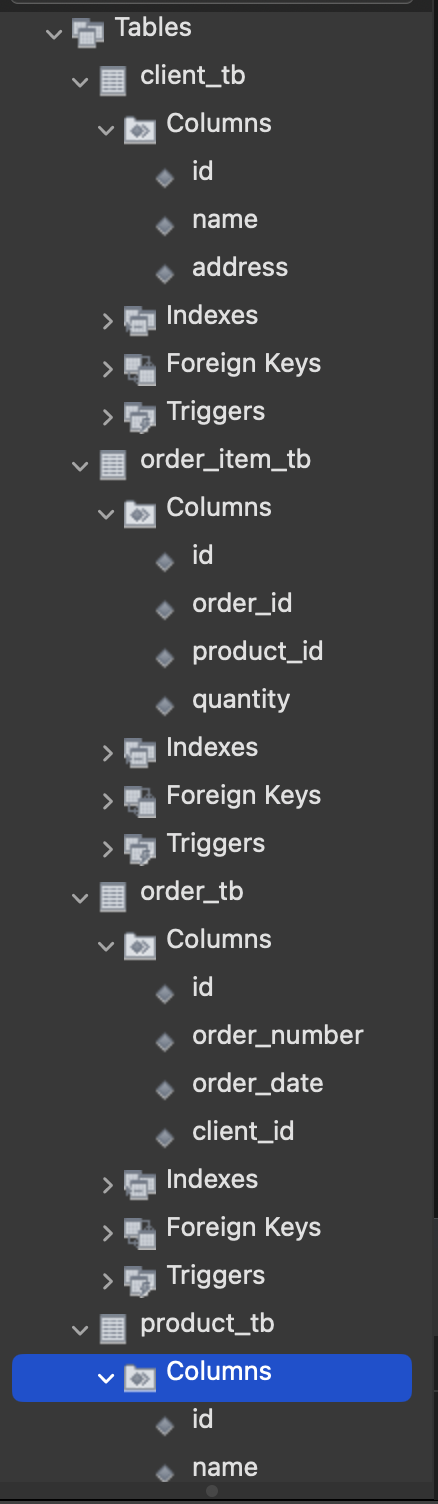 Tables
client_tb
Columns
id
name
address
Indexes
Foreign Keys
Triggers
order_item_tb
Columns
id
order_id
product_id
quantity
Indexes
Foreign Keys
Triggers
order_tb
Columns
id
order_number
order_date
client_id
Indexes
Foreign Keys
Triggers
product_tb
Columns
id
name